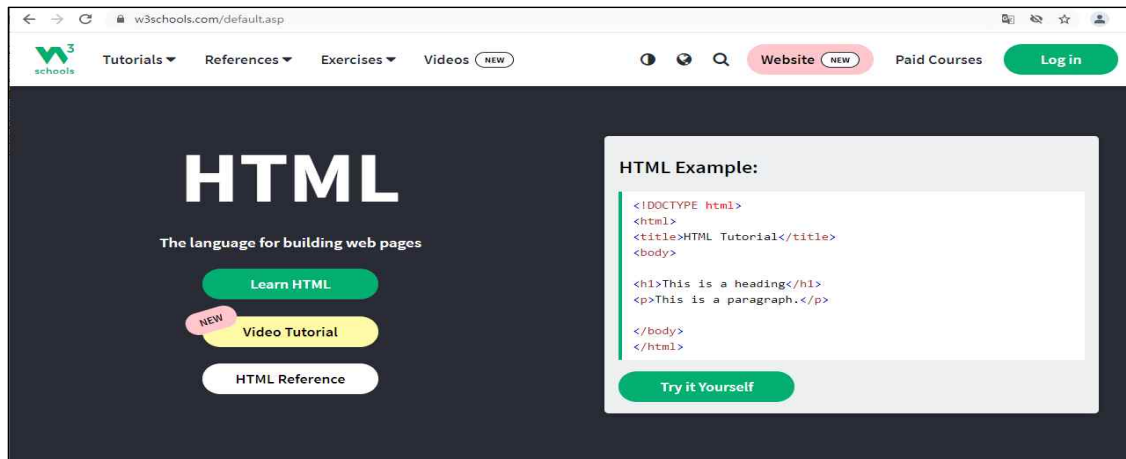 w3schools.com/default.asp
W3 schools Tutorials References Exercises Videos NEW Website NEW Paid Courses Log in
HTML
The language for building web pages
Learn HTML
NEW
Video Tutorial
HTML Reference
HTML Example:
<!DOCTYPE html>
<html>
<title>HTML Tutorial</title>
<body>
<h1>This is a heading</h1>
<p>This is a paragraph.</p>
</body>
</html>
Try it Yourself